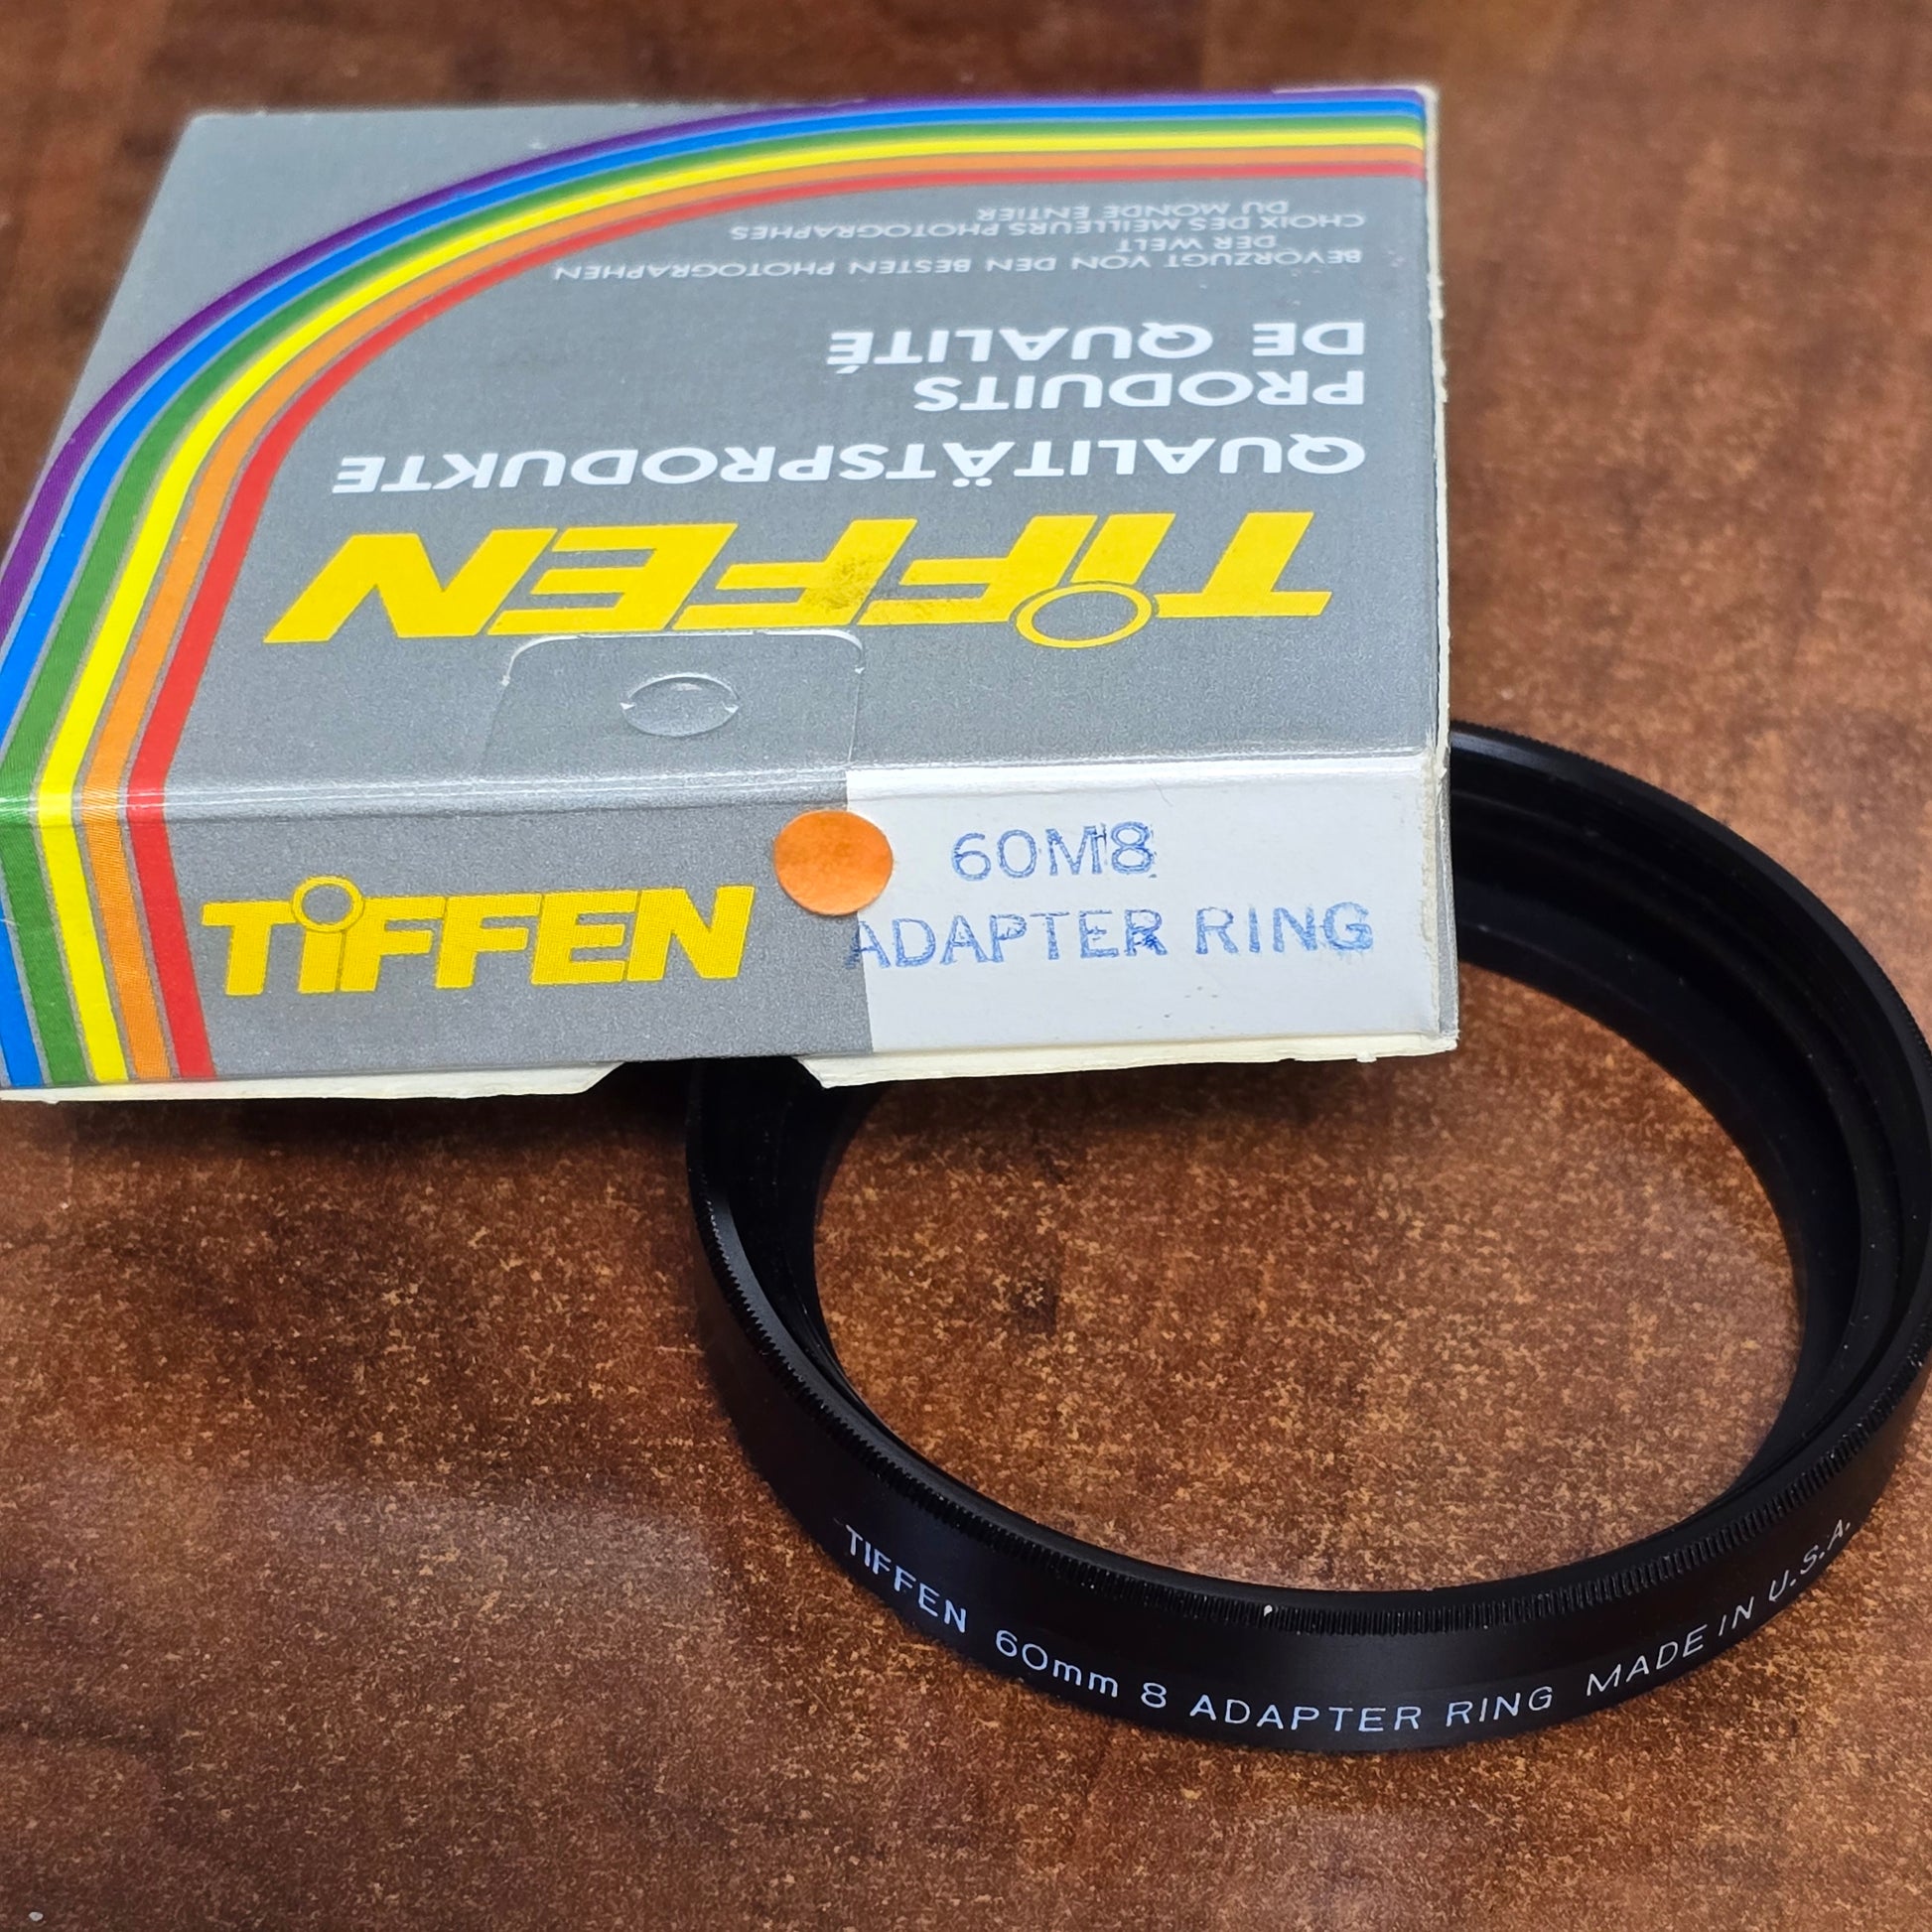 TIFFEN
QUALITÄTSPRODUKTE
PRODUITS
DE QUALITÉ
BEVORZUGT VON DEN BESTEN PHOTOGRAPHEN
DER WELT
CHOIX DES MEILLEURS PHOTOGRAPHES
DU MONDE ENTIER
TIFFEN
60M8
ADAPTER RING
TIFFEN 60mm 8 ADAPTER RING MADE IN U.S.A.